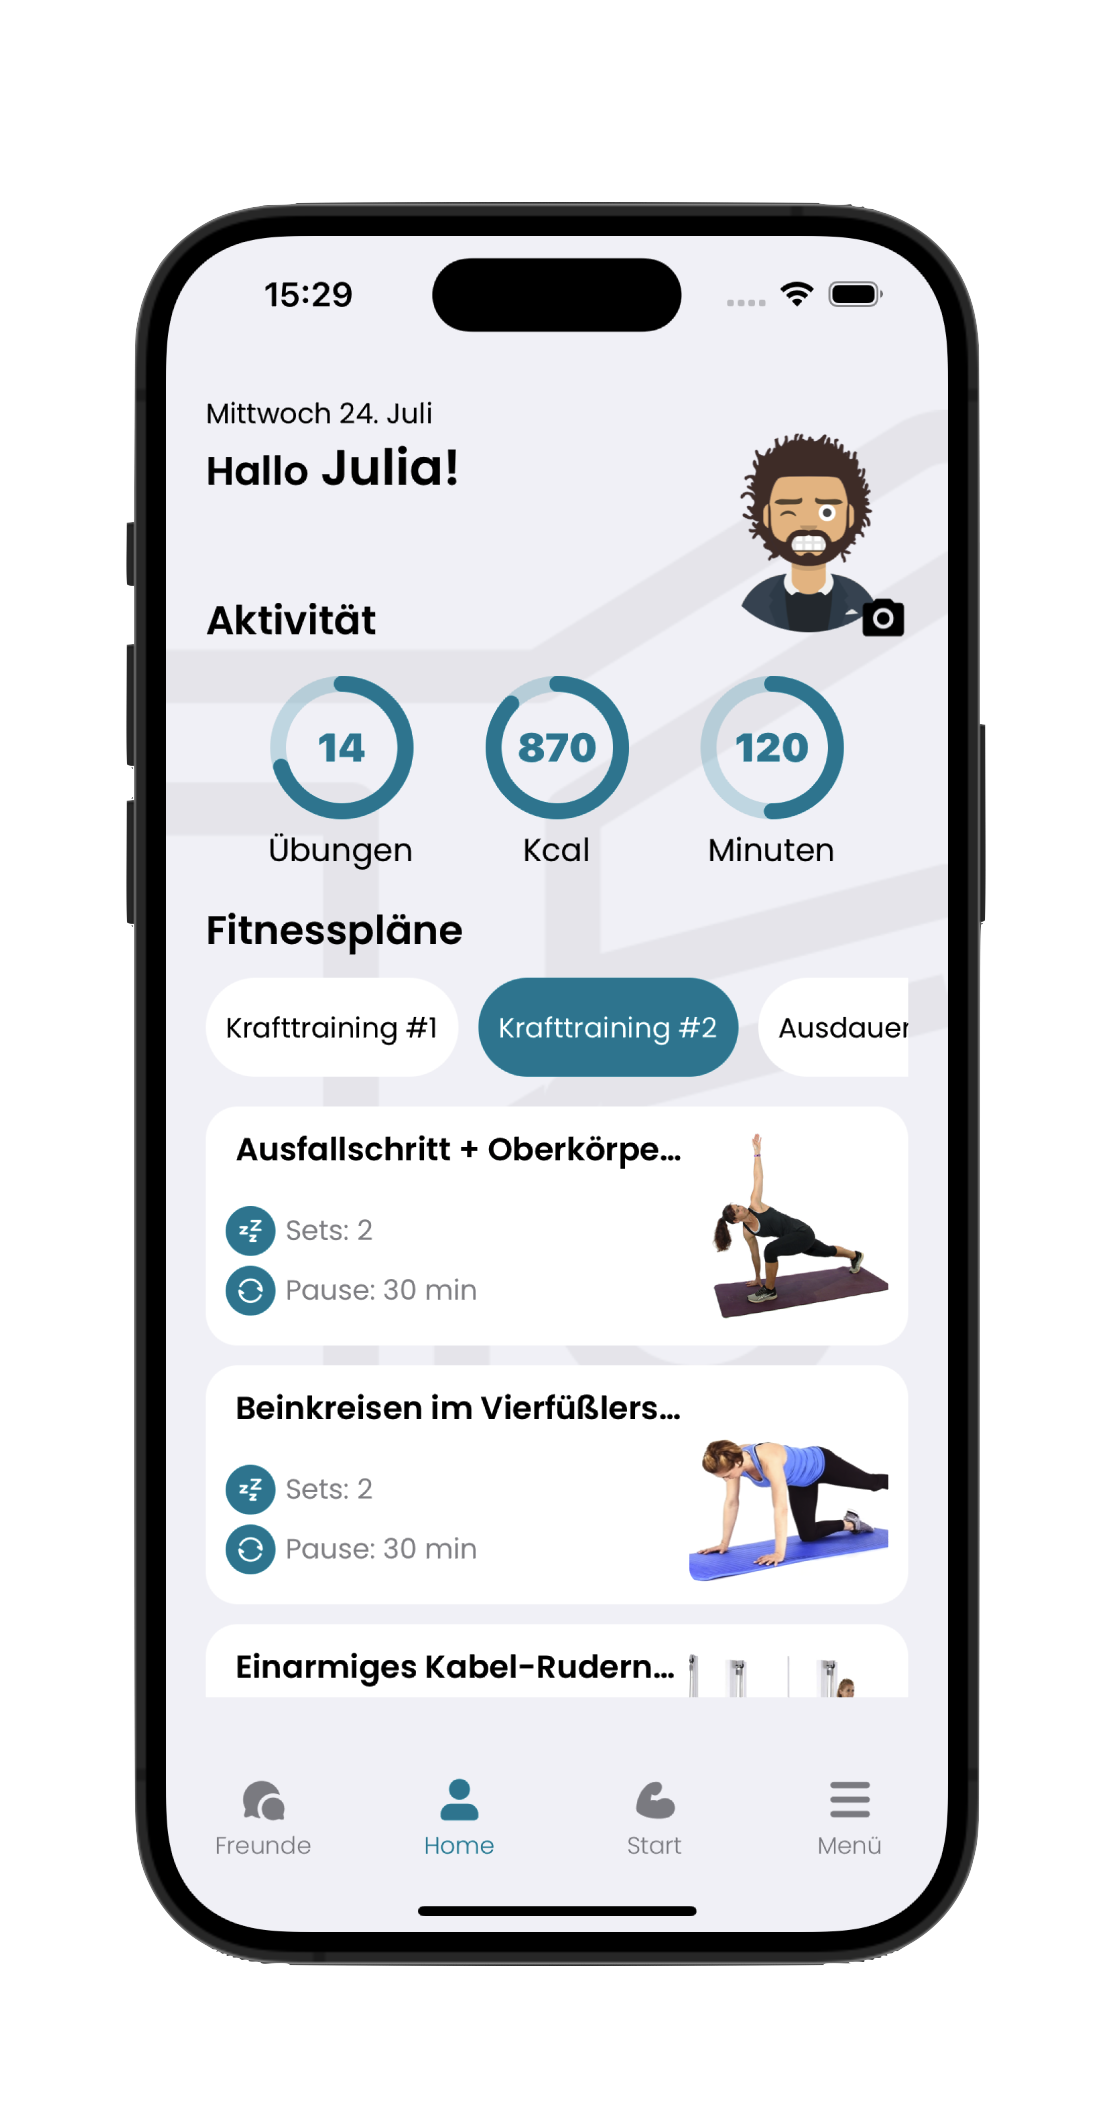 15:29
Mittwoch 24. Juli
Hallo Julia!
Aktivität
14
870
120
Übungen
Kcal
Minuten
Fitnesspläne
Krafttraining #1
Krafttraining #2
Ausdauer
Ausfallschritt + Oberkörpe...
zzz
Sets: 2
Pause: 30 min
Beinkreisen im Vierfüßlers...
zzz
Sets: 2
Pause: 30 min
Einarmiges Kabel-Rudern...
Freunde
Home
Start
Menü